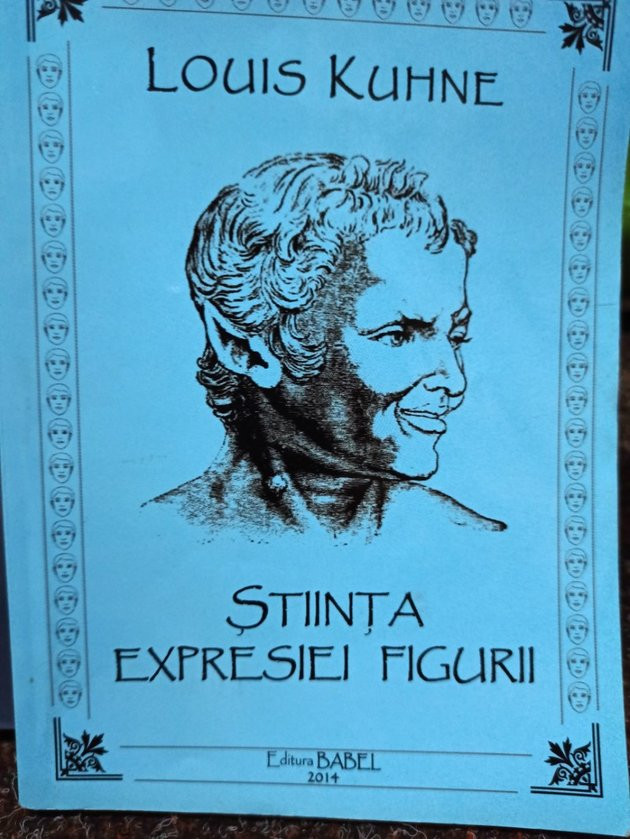 LOUIS KUHNE
ȘTIINȚA
EXPRESIEI FIGURII
Editura BABEL
2014